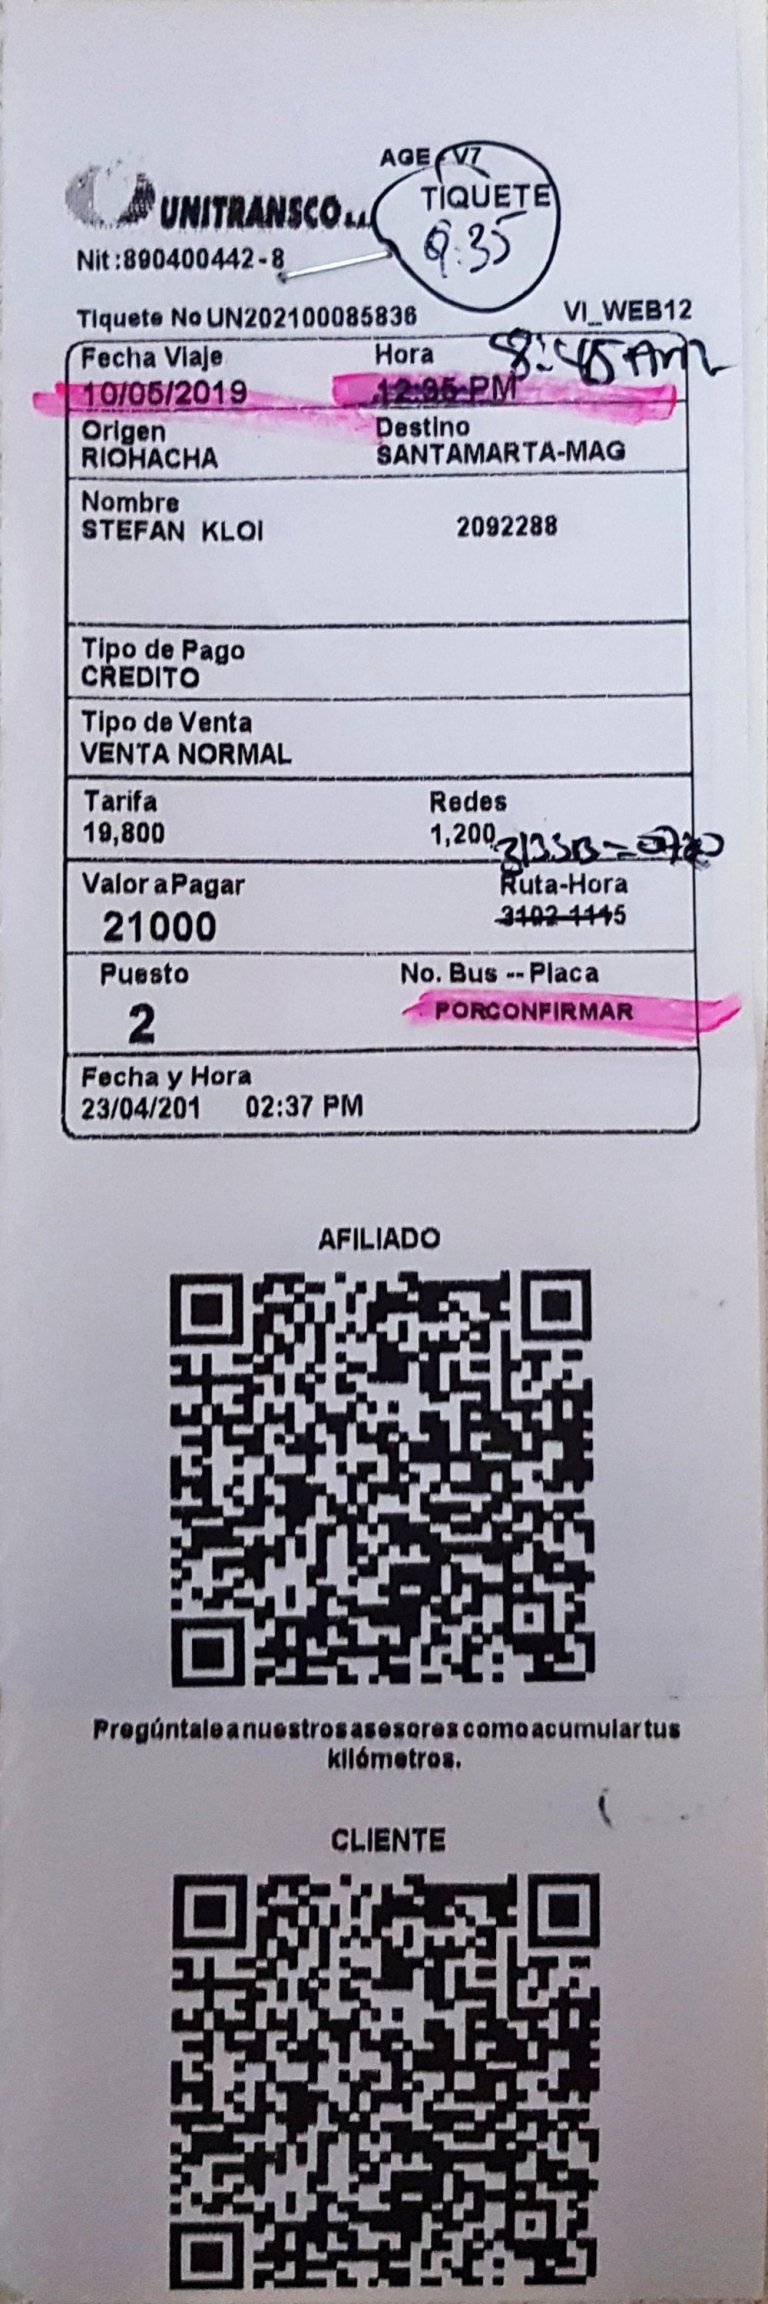 AGE V7
TIQUETE
9:35
UNITRANSCO
Nit:890400442-8
Tiquete No UN202100085836 VI_WEB12
Fecha Viaje Hora 8:45 Am
10/05/2019 PM
Origen Destino
RIOHACHA SANTAMARTA-MAG
Nombre
STEFAN KLOI 2092288
Tipo de Pago
CREDITO
Tipo de Venta
VENTA NORMAL
Tarifa Redes
19,800 1,200
Valor a Pagar Ruta-Hora
21000 3102-1145
Puesto No. Bus -- Placa
2 PORCONFIRMAR
Fecha y Hora
23/04/201 02:37 PM
AFILIADO
Pregúntale a nuestros asesores como acumular tus
kilómetros.
CLIENTE